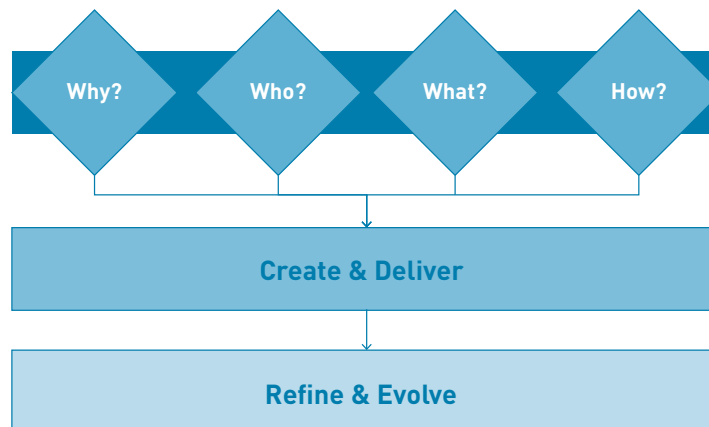 Why?
Who?
What?
How?
Create & Deliver
Refine & Evolve